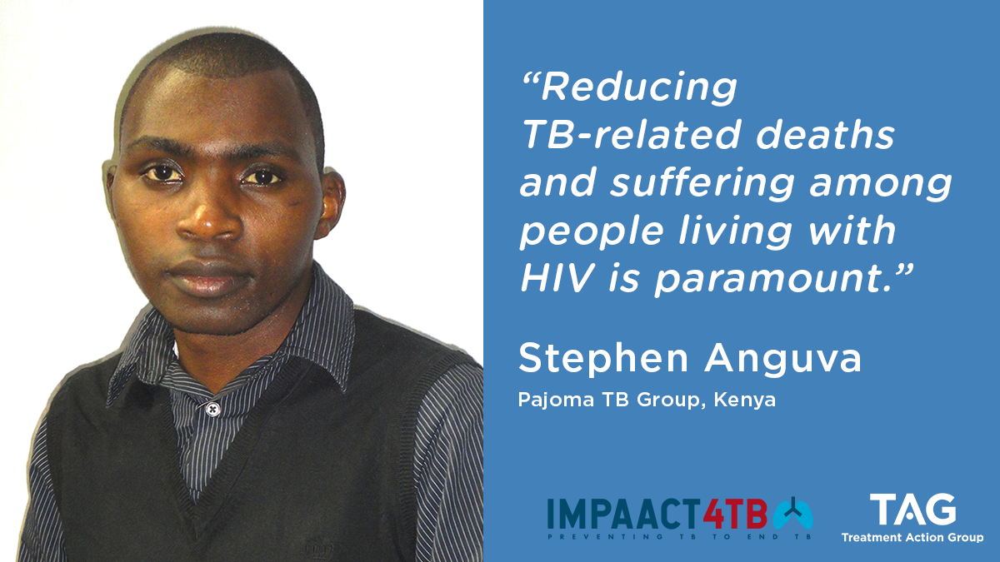 “Reducing
TB-related deaths
and suffering among
people living with
HIV is paramount.”
Stephen Anguva
Pajoma TB Group, Kenya
IMPAACT4TB
PREVENTING TB TO END TB
TAG
Treatment Action Group